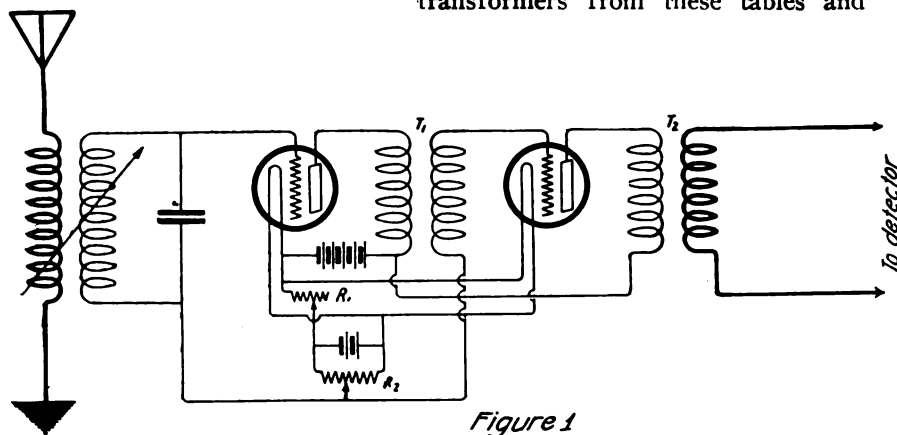 transformers from these tables and
T₁
T₂
To detector
R₁
R₂
Figure 1